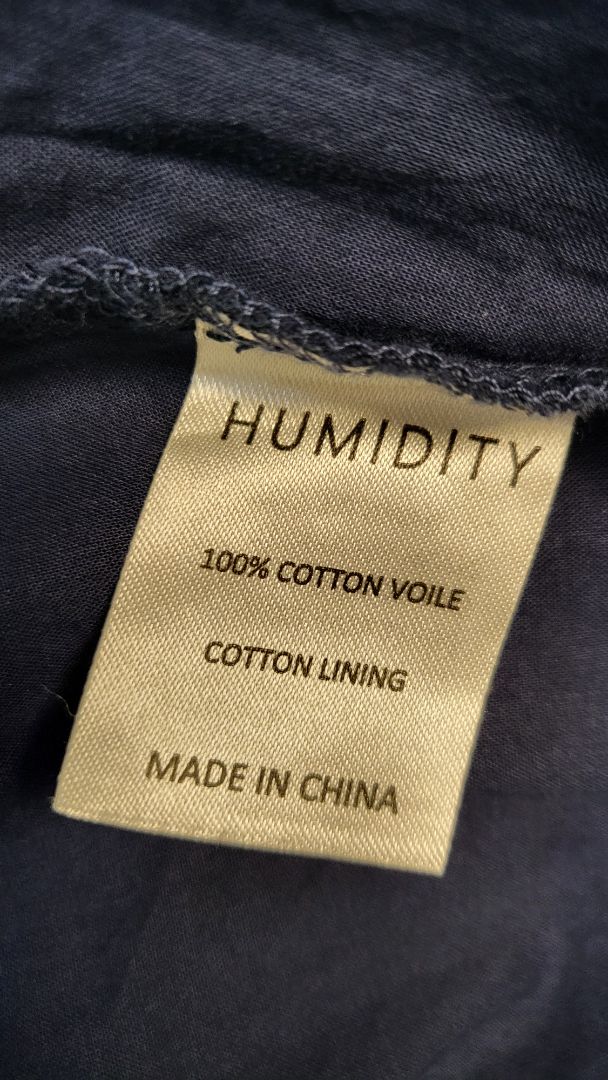 HUMIDITY
100% COTTON VOILE
COTTON LINING
MADE IN CHINA